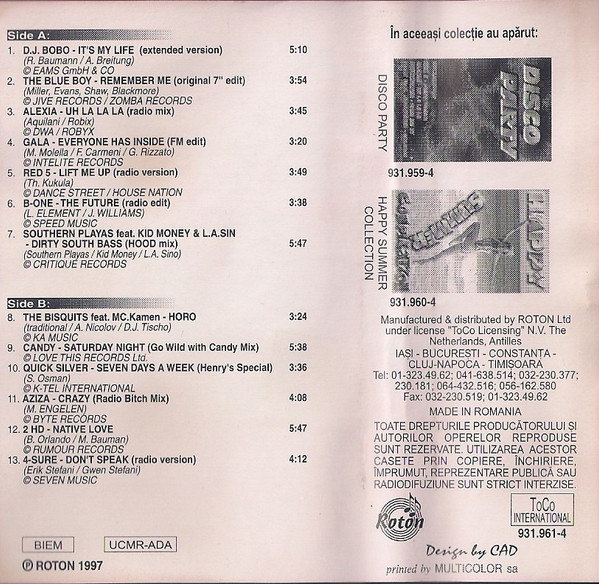 Side A:
1. D.J. BOBO - IT'S MY LIFE (extended version) 5:10
(R. Baumann / A. Breitung)
© EAMS GmbH & CO
2. THE BLUE BOY - REMEMBER ME (original 7" edit) 3:54
(Miller, Evans, Shaw, Blackmore)
© JIVE RECORDS / ZOMBA RECORDS
3. ALEXIA - UH LA LA LA (radio mix) 3:45
(Aquilani / Robix)
© DWA / ROBYX
4. GALA - EVERYONE HAS INSIDE (FM edit) 3:20
(M. Molella / F. Carmeni / G. Rizzato)
© INTELITE RECORDS
5. RED 5 - LIFT ME UP (radio version) 3:49
(Th. Kukula)
© DANCE STREET / HOUSE NATION
6. B-ONE - THE FUTURE (radio edit) 3:38
(L. ELEMENT / J. WILLIAMS)
© SPEED MUSIC
7. SOUTHERN PLAYAS feat. KID MONEY & L.A.SIN
- DIRTY SOUTH BASS (HOOD mix) 5:47
(Southern Playas / Kid Money / L.A. Sino)
© CRITIQUE RECORDS
Side B:
8. THE BISQUITS feat. MC.Kamen - HORO 3:24
(traditional / A. Nicolov / D.J. Tischo)
© KA MUSIC
9. CANDY - SATURDAY NIGHT (Go Wild with Candy Mix) 5:38
© LOVE THIS RECORDS Ltd.
10. QUICK SILVER - SEVEN DAYS A WEEK (Henry's Special) 3:36
(S. Osman)
© K-TEL INTERNATIONAL
11. AZIZA - CRAZY (Radio Bitch Mix) 4:08
(M. ENGELEN)
© BYTE RECORDS
12. 2 HD - NATIVE LOVE 5:47
(B. Orlando / M. Bauman)
© RUMOUR RECORDS
13. 4-SURE - DON'T SPEAK (radio version) 4:12
(Erik Stefani / Gwen Stefani)
© SEVEN MUSIC
BIEM UCMR-ADA
℗ ROTON 1997
În aceeași colecție au apărut:
DISCO PARTY
DISCO
PARTY
931.959-4
HAPPY SUMMER
COLLECTION
HAPPY
SUMMER
931.960-4
Manufactured & distributed by ROTON Ltd
under license "ToCo Licensing" N.V. The
Netherlands, Antilles
IAȘI - BUCUREȘTI - CONSTANTA -
CLUJ-NAPOCA - TIMIȘOARA
Tel: 01-323.49.62; 041-638.514; 032-230.377;
230.181; 064-432.516; 056-162.580
Fax: 032-230.519; 01-323.49.62
MADE IN ROMANIA
TOATE DREPTURILE PRODUCĂTORULUI ȘI
AUTORILOR OPERELOR REPRODUSE
SUNT REZERVATE. UTILIZAREA ACESTOR
CASETE PRIN COPIERE, ÎNCHIRIERE,
ÎMPRUMUT, REPREZENTARE PUBLICĂ SAU
RADIODIFUZIUNE SUNT STRICT INTERZISE.
Roton
ToCo
INTERNATIONAL
931.961-4
Design by CAD
printed by MULTICOLOR sa